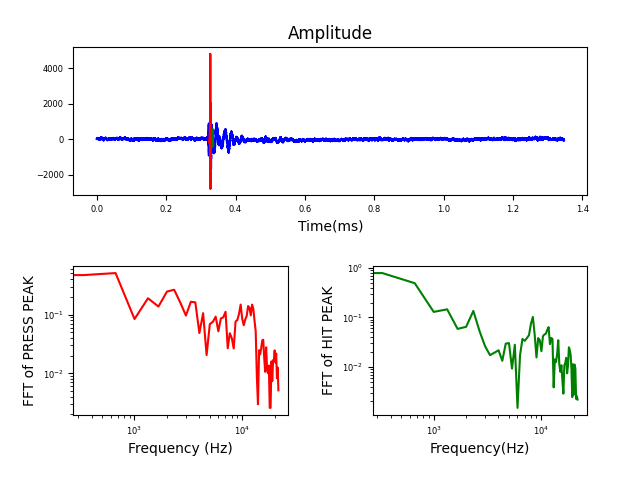 Amplitude
4000
2000
0
−2000
0.0 0.2 0.4 0.6 0.8 1.0 1.2 1.4
Time(ms)
FFT of PRESS PEAK
10⁻¹
10⁻²
10³ 10⁴
Frequency (Hz)
FFT of HIT PEAK
10⁰
10⁻¹
10⁻²
10³ 10⁴
Frequency(Hz)